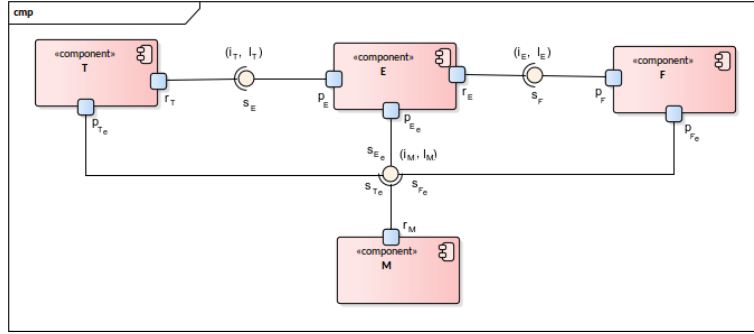 cmp
«component»
T
(i_T, I_T)
s_E
r_T
p_Te
«component»
E
p_E
r_E
p_Ee
(i_E, I_E)
s_F
«component»
F
p_F
p_Fe
s_Ee
(i_M, I_M)
s_Te
s_Fe
r_M
«component»
M